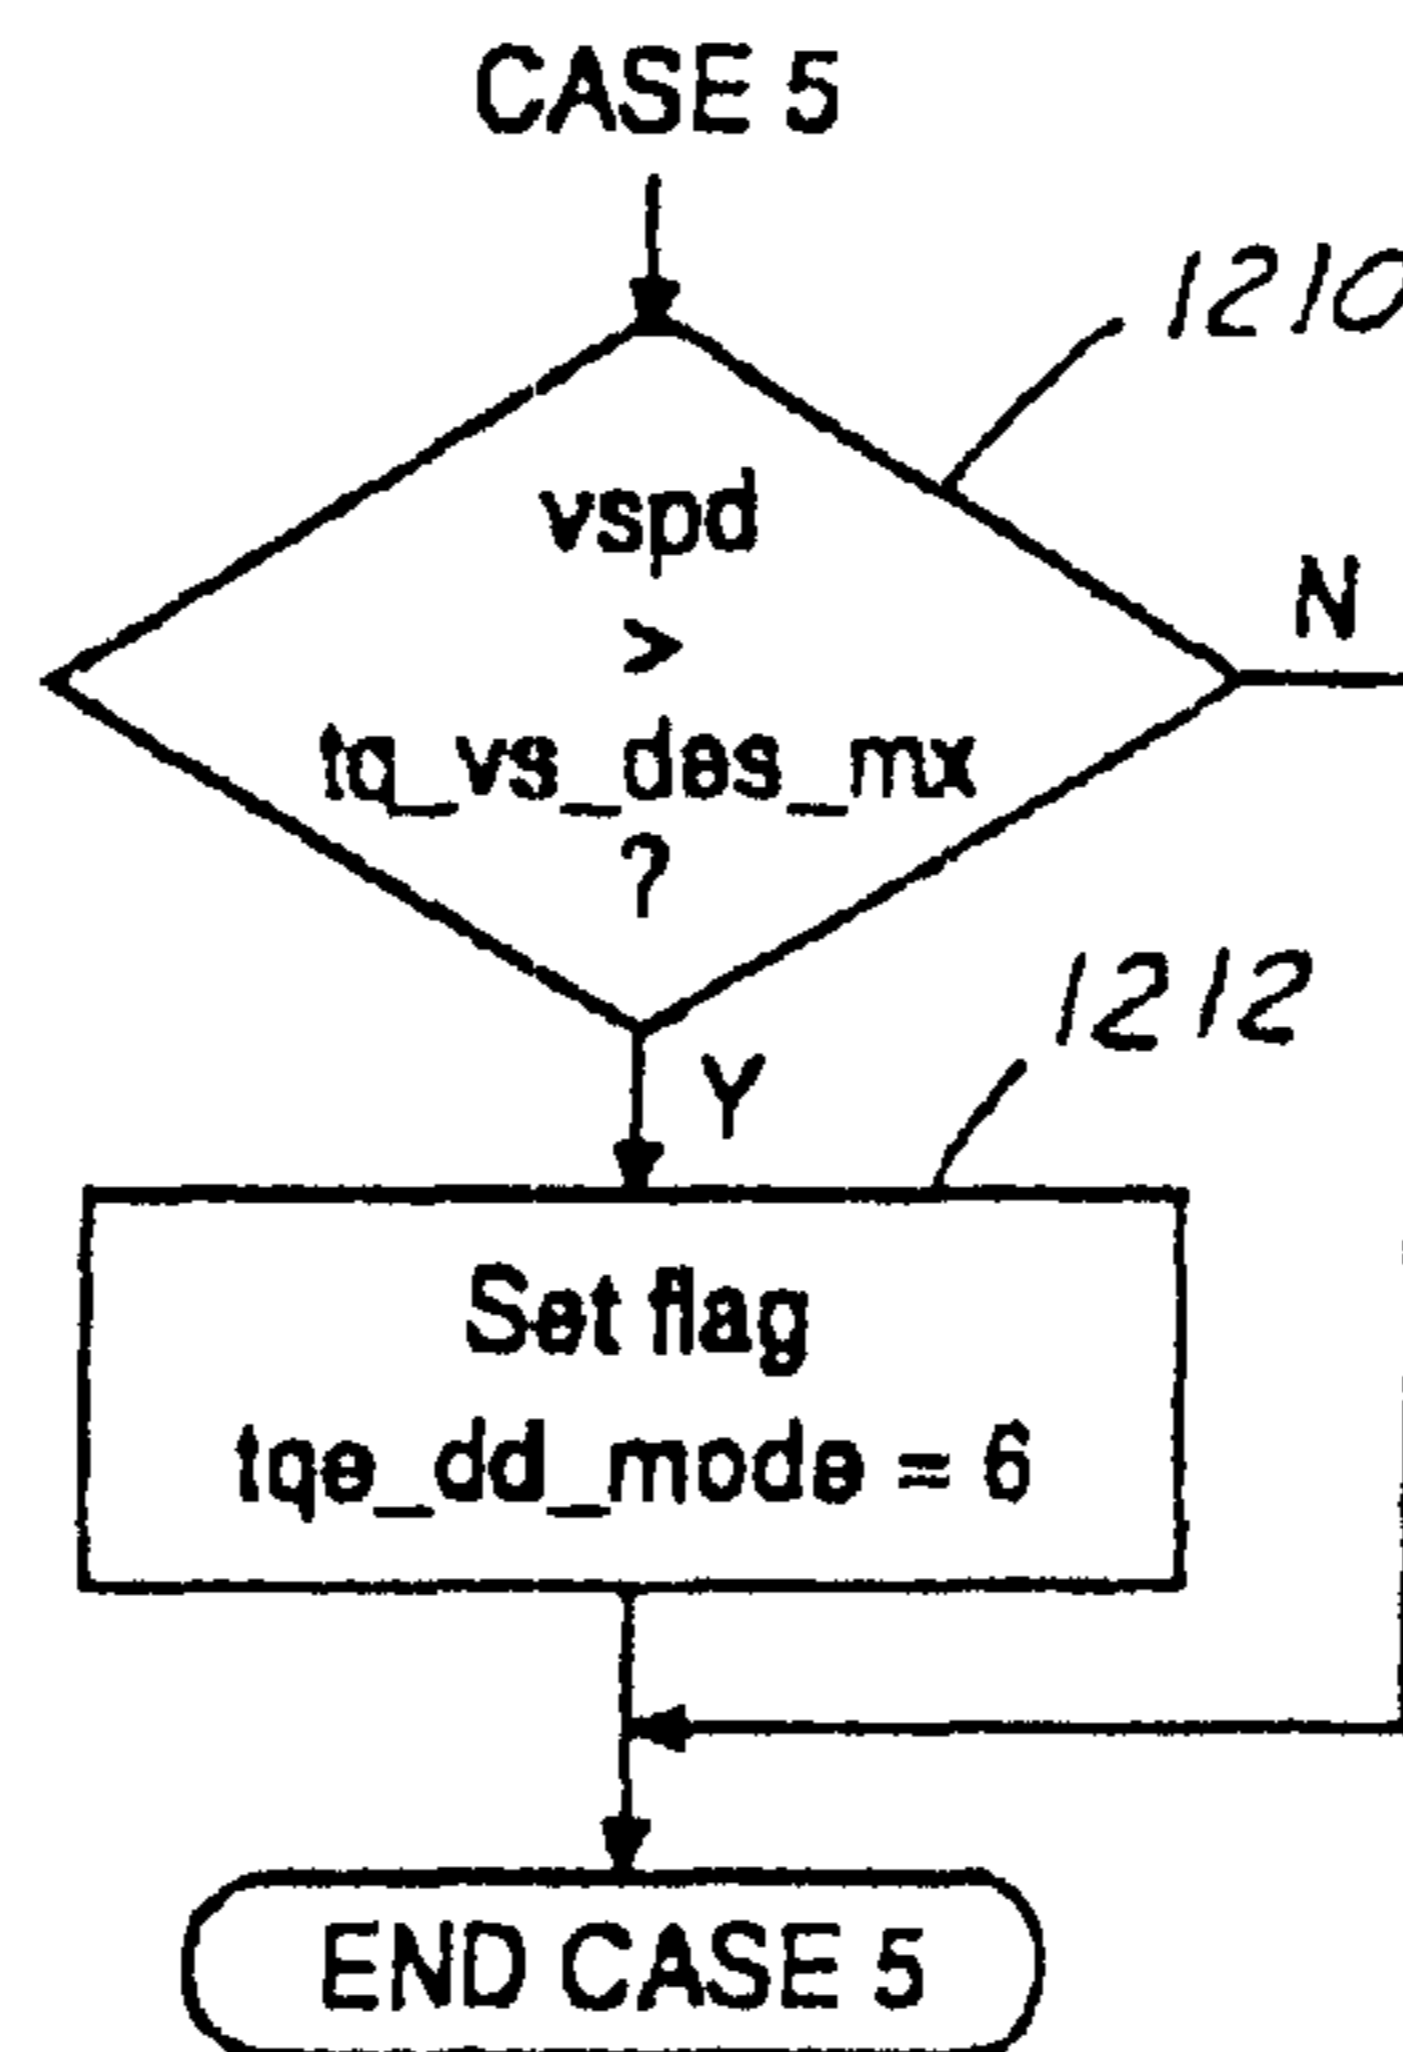 CASE 5
1210
vspd
>
tq_vs_des_mx
?
N
Y
1212
Set flag
tqe_dd_mode = 6
END CASE 5